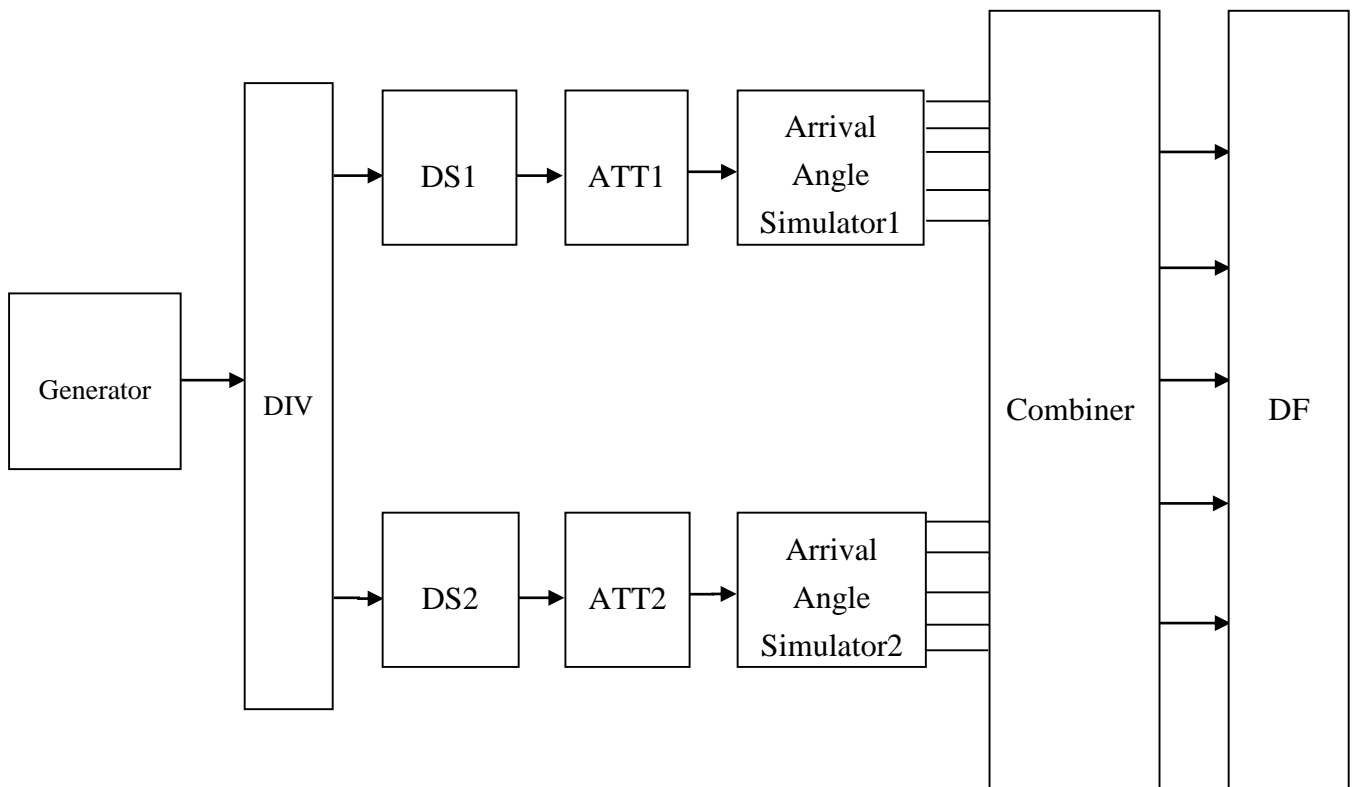 Generator
DIV
DS1
ATT1
Arrival
Angle
Simulator1
DS2
ATT2
Arrival
Angle
Simulator2
Combiner
DF